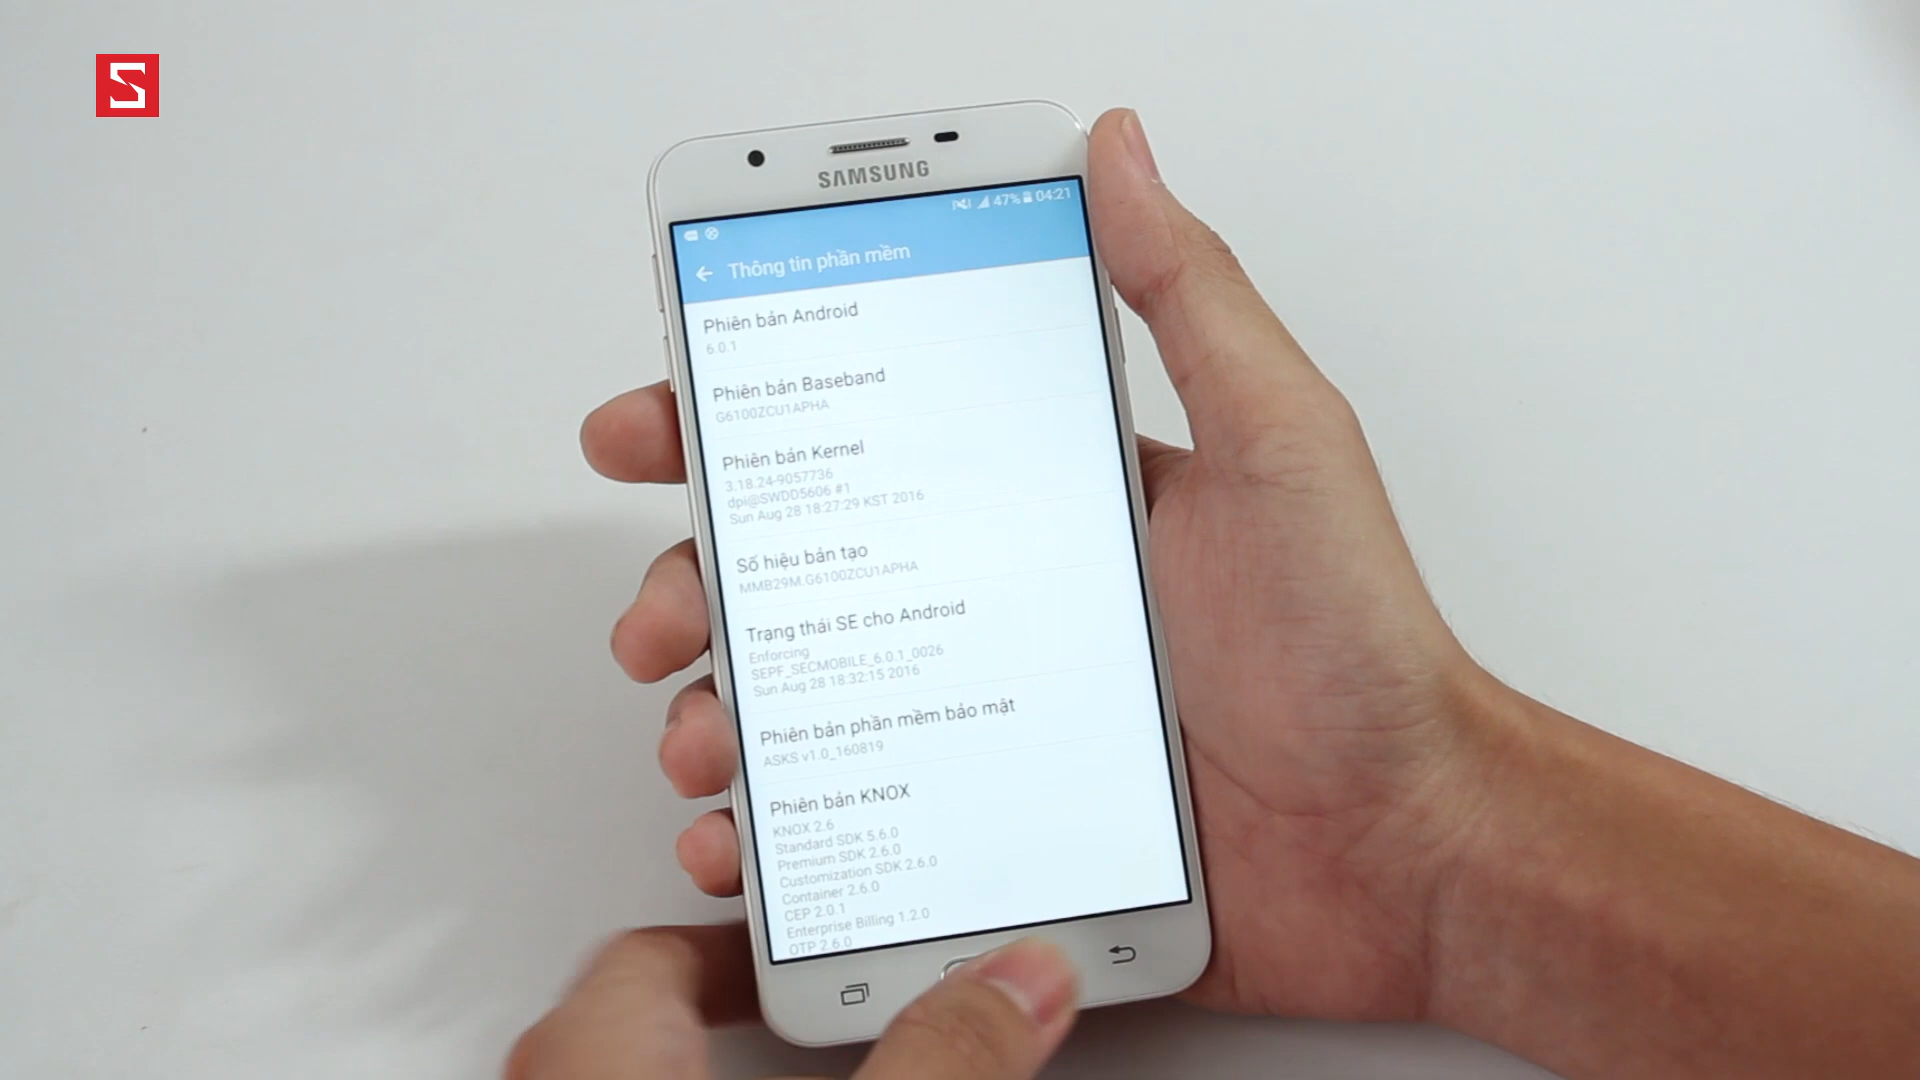 S
SAMSUNG
47% 04:21
Thông tin phần mềm
Phiên bản Android
6.0.1
Phiên bản Baseband
G6100ZCU1APHA
Phiên bản Kernel
3.18.24-9057736
dpi@SWDD5606 #1
Sun Aug 28 18:27:29 KST 2016
Số hiệu bản tạo
MMB29M.G6100ZCU1APHA
Trạng thái SE cho Android
Enforcing
SEPF_SECMOBILE_6.0.1_0026
Sun Aug 28 18:32:15 2016
Phiên bản phần mềm bảo mật
ASKS v1.0_160819
Phiên bản KNOX
KNOX 2.6
Standard SDK 5.6.0
Premium SDK 2.6.0
Customization SDK 2.6.0
Container 2.6.0
CEP 2.0.1
Enterprise Billing 1.2.0
OTP 2.6.0